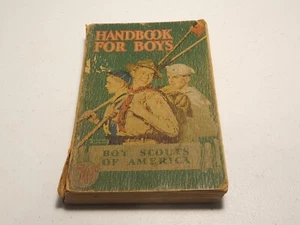 HANDBOOK
FOR BOYS
BOY SCOUTS
OF AMERICA